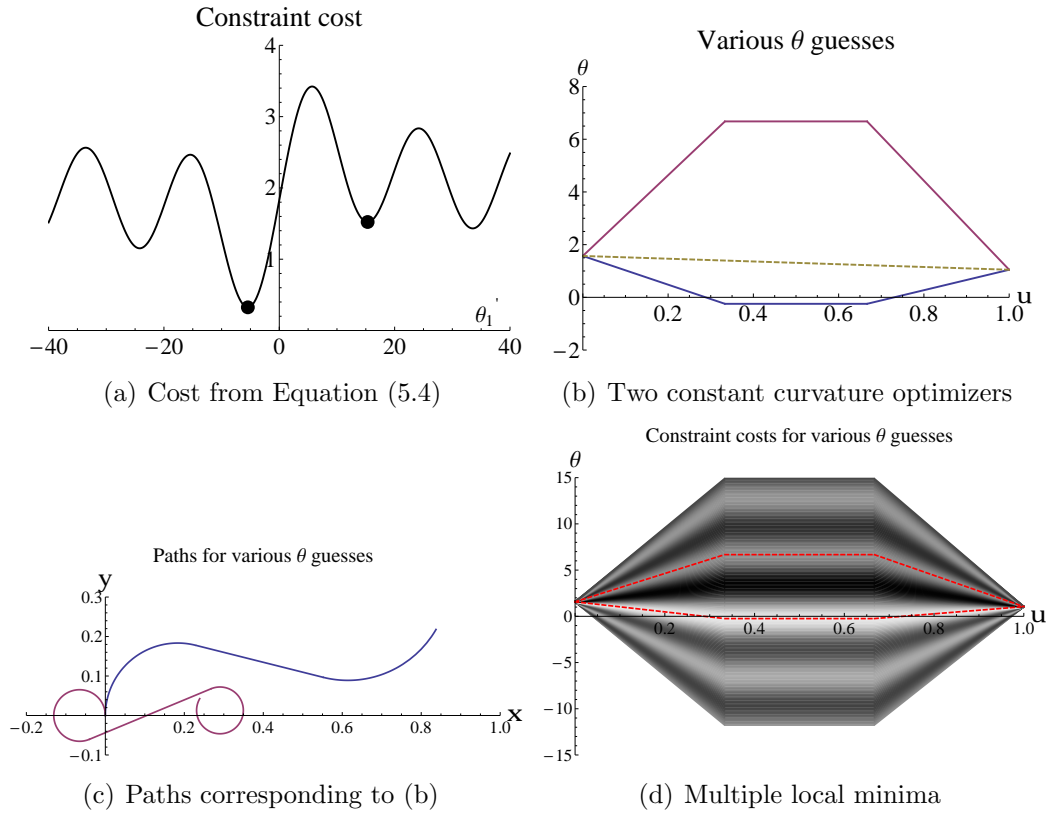 Constraint cost
4
3
2
1
−40
−20
0
20
40
θ₁'
(a) Cost from Equation (5.4)
Various θ guesses
θ
8
6
4
2
0
−2
0.2
0.4
0.6
0.8
1.0
u
(b) Two constant curvature optimizers
Paths for various θ guesses
y
0.3
0.2
0.1
−0.1
−0.2
0.2
0.4
0.6
0.8
1.0
x
(c) Paths corresponding to (b)
Constraint costs for various θ guesses
θ
15
10
5
0
−5
−10
−15
0.2
0.4
0.6
0.8
1.0
u
(d) Multiple local minima